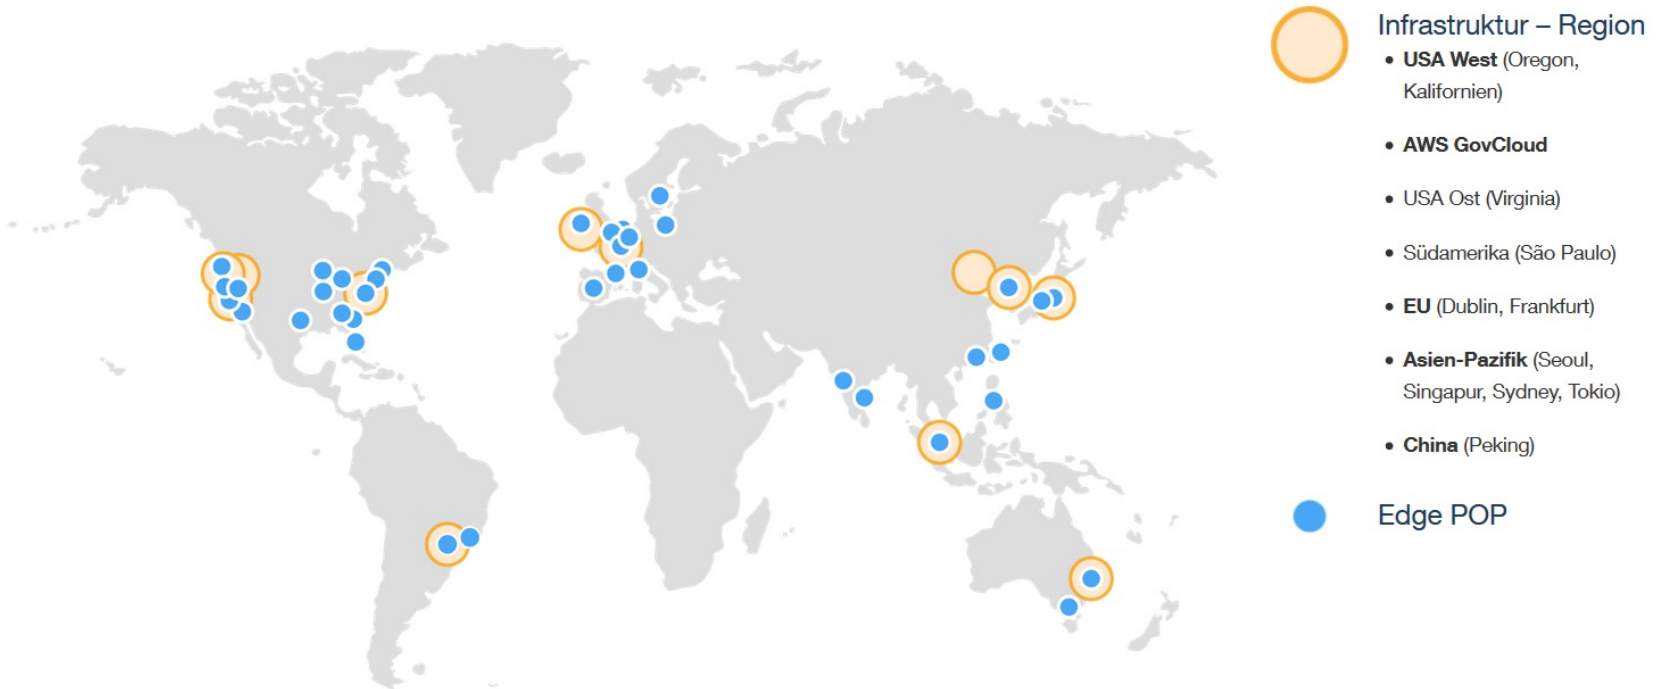 Infrastruktur – Region
• USA West (Oregon,
Kalifornien)
• AWS GovCloud
• USA Ost (Virginia)
• Südamerika (São Paulo)
• EU (Dublin, Frankfurt)
• Asien-Pazifik (Seoul,
Singapur, Sydney, Tokio)
• China (Peking)
Edge POP